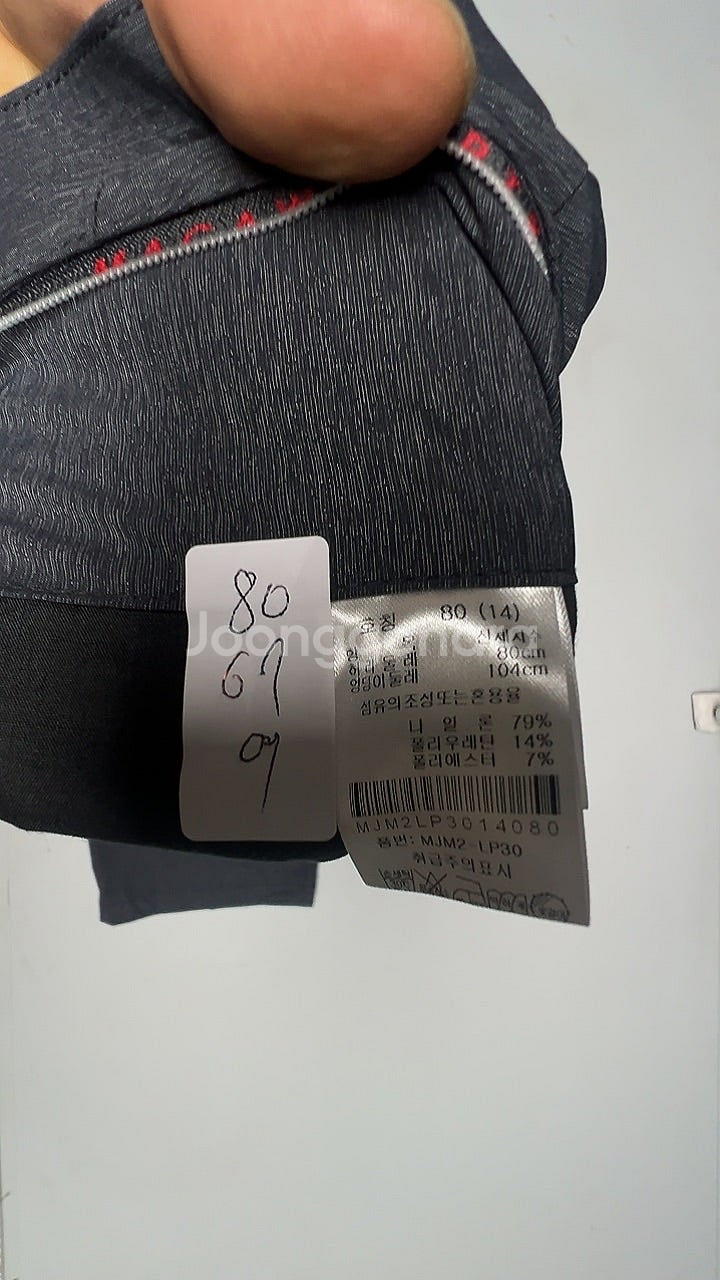 80
67
09
Joonggonara
호칭 80 (14)
신체치수
허리둘레 80cm
엉덩이둘레 104cm
섬유의조성또는혼용율
니일론 79%
폴리우레탄 14%
폴리에스터 7%
MJM2LP3014080
품번: MJM2-LP30
취급주의표시